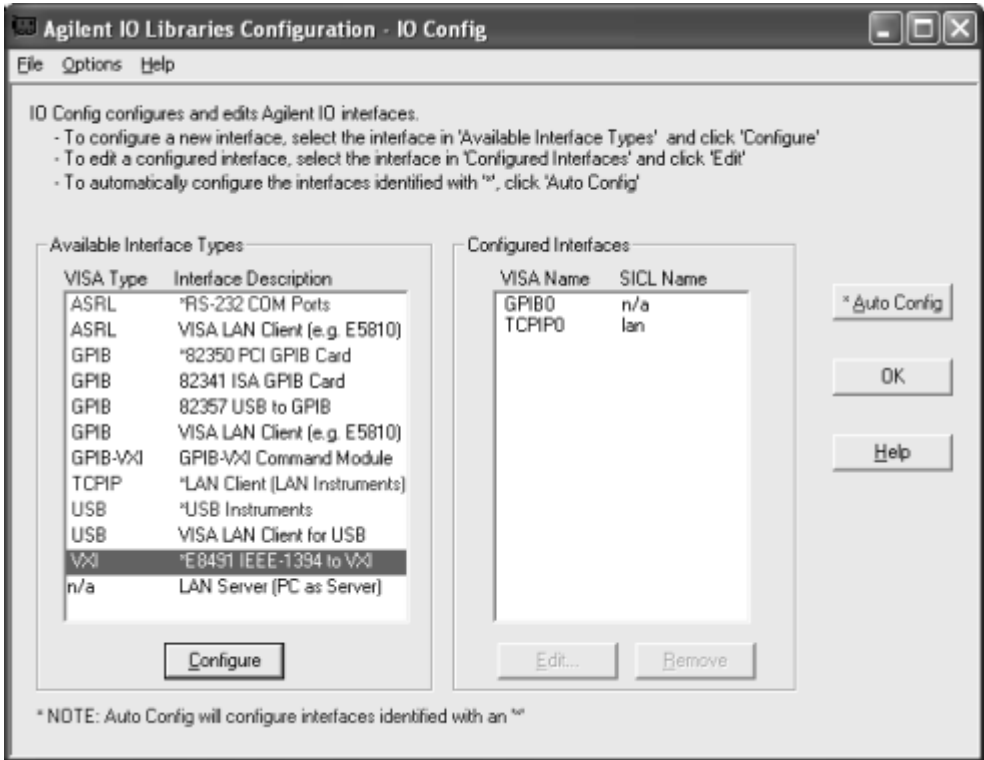 Agilent IO Libraries Configuration - IO Config
File Options Help
IO Config configures and edits Agilent IO interfaces.
- To configure a new interface, select the interface in 'Available Interface Types' and click 'Configure'
- To edit a configured interface, select the interface in 'Configured Interfaces' and click 'Edit'
- To automatically configure the interfaces identified with '*', click 'Auto Config'
Available Interface Types
VISA Type Interface Description
ASRL *RS-232 COM Ports
ASRL VISA LAN Client (e.g. E5810)
GPIB *82350 PCI GPIB Card
GPIB 82341 ISA GPIB Card
GPIB 82357 USB to GPIB
GPIB VISA LAN Client (e.g. E5810)
GPIB-VXI GPIB-VXI Command Module
TCPIP *LAN Client (LAN Instruments)
USB *USB Instruments
USB VISA LAN Client for USB
VXI *E8491 IEEE-1394 to VXI
n/a LAN Server (PC as Server)
Configure
Configured Interfaces
VISA Name SICL Name
GPIB0 n/a
TCPIP0 lan
Edit... Remove
* Auto Config
OK
Help
* NOTE: Auto Config will configure interfaces identified with an '*'